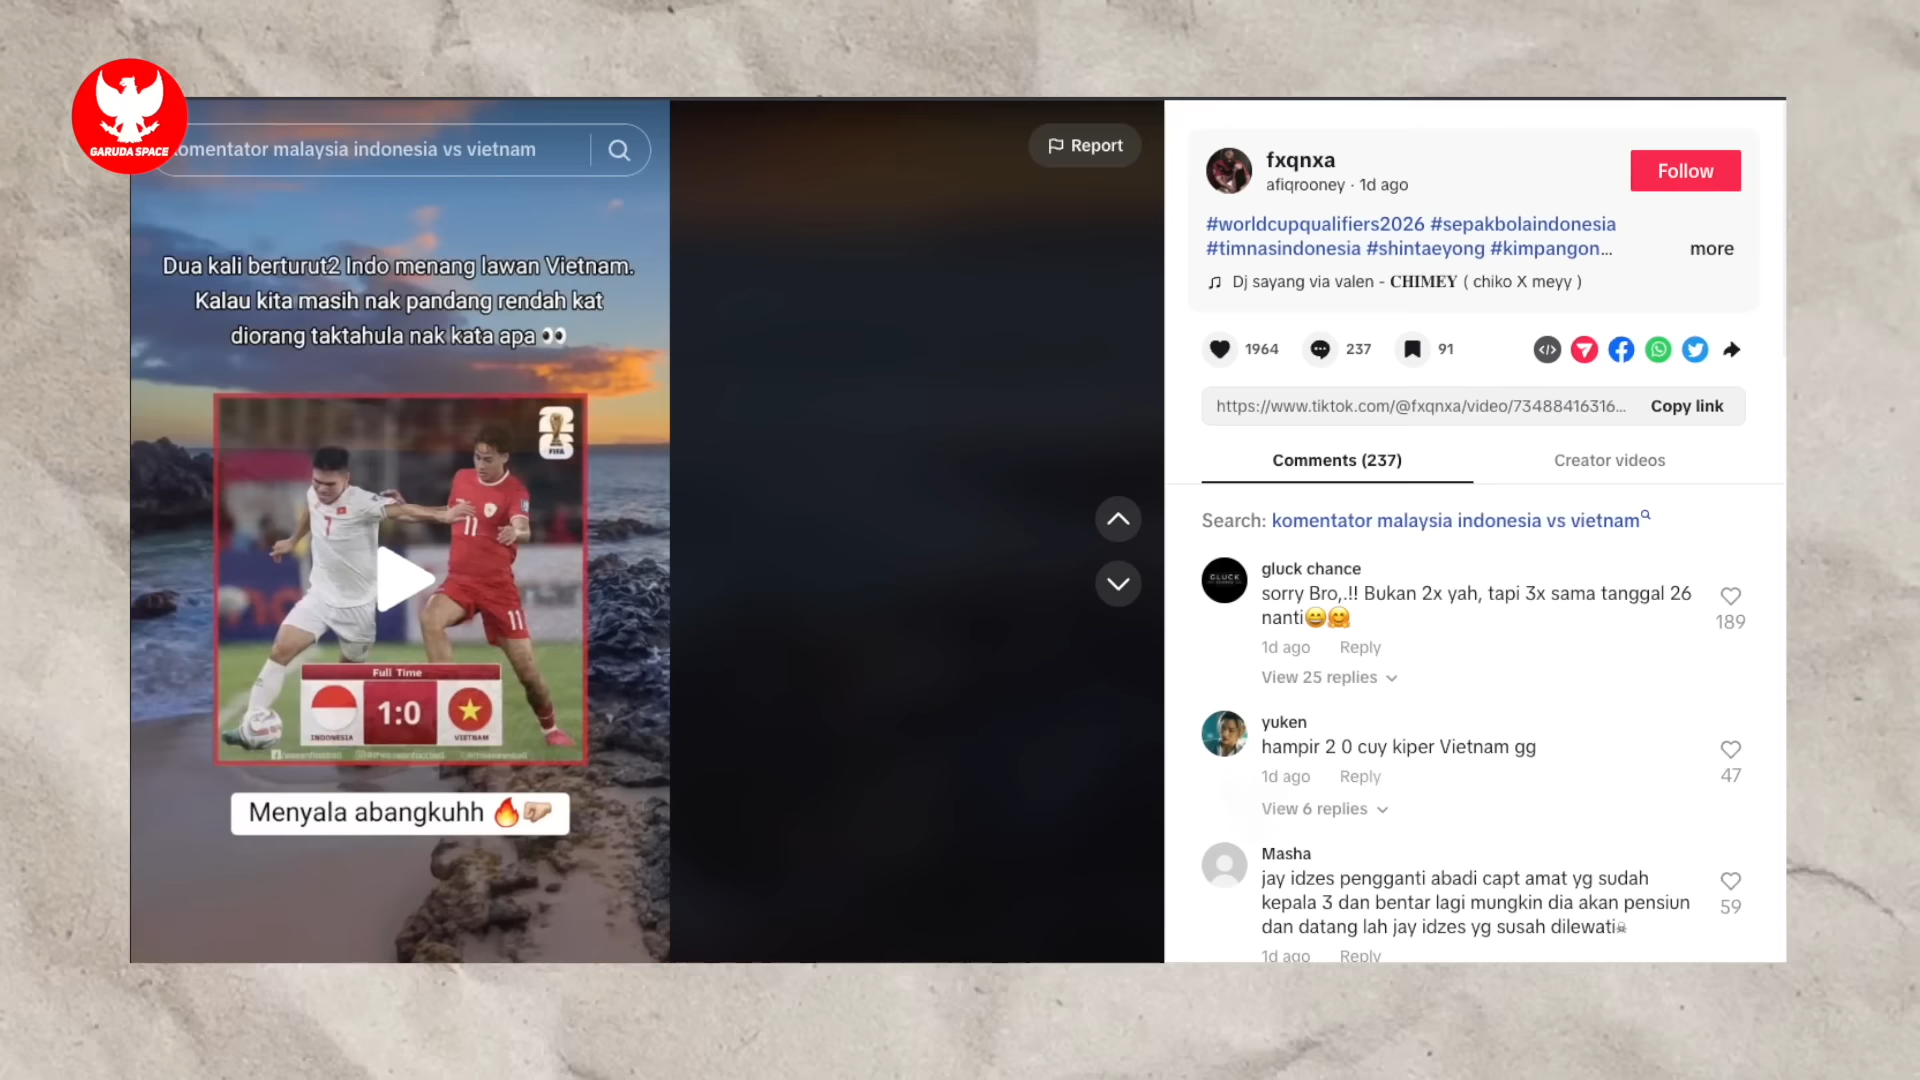 GARUDA SPACE
omentator malaysia indonesia vs vietnam
Report
Dua kali berturut2 Indo menang lawan Vietnam.
Kalau kita masih nak pandang rendah kat
diorang taktahula nak kata apa 👀
FIFA
7
11
11
Full Time
1:0
INDONESIA
VIETNAM
Menyala abangkuhh 🔥🤛🏼
fxqnxa
afiqrooney · 1d ago
Follow
#worldcupqualifiers2026 #sepakbolaindonesia
#timnasindonesia #shintaeyong #kimpangon...
more
Dj sayang via valen - CHIMEY ( chiko X meyy )
1964
237
91
https://www.tiktok.com/@fxqnxa/video/73488416316...
Copy link
Comments (237)
Creator videos
Search: komentator malaysia indonesia vs vietnam
GLUCK
gluck chance
sorry Bro,.!! Bukan 2x yah, tapi 3x sama tanggal 26
nanti😄🤗
189
1d ago Reply
View 25 replies
yuken
hampir 2 0 cuy kiper Vietnam gg
47
1d ago Reply
View 6 replies
Masha
jay idzes pengganti abadi capt amat yg sudah
kepala 3 dan bentar lagi mungkin dia akan pensiun
dan datang lah jay idzes yg susah dilewati☠
59
1d ago Reply